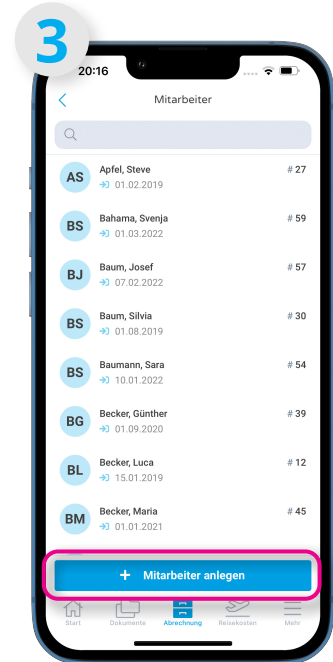 3
20:16
Mitarbeiter
AS Apfel, Steve # 27
01.02.2019
BS Bahama, Svenja # 59
01.03.2022
BJ Baum, Josef # 57
07.02.2022
BS Baum, Silvia # 30
01.08.2019
BS Baumann, Sara # 54
10.01.2022
BG Becker, Günther # 39
01.09.2020
BL Becker, Luca # 12
15.01.2019
BM Becker, Maria # 45
01.01.2021
+ Mitarbeiter anlegen
Start Dokumente Abrechnung Reisekosten Mehr